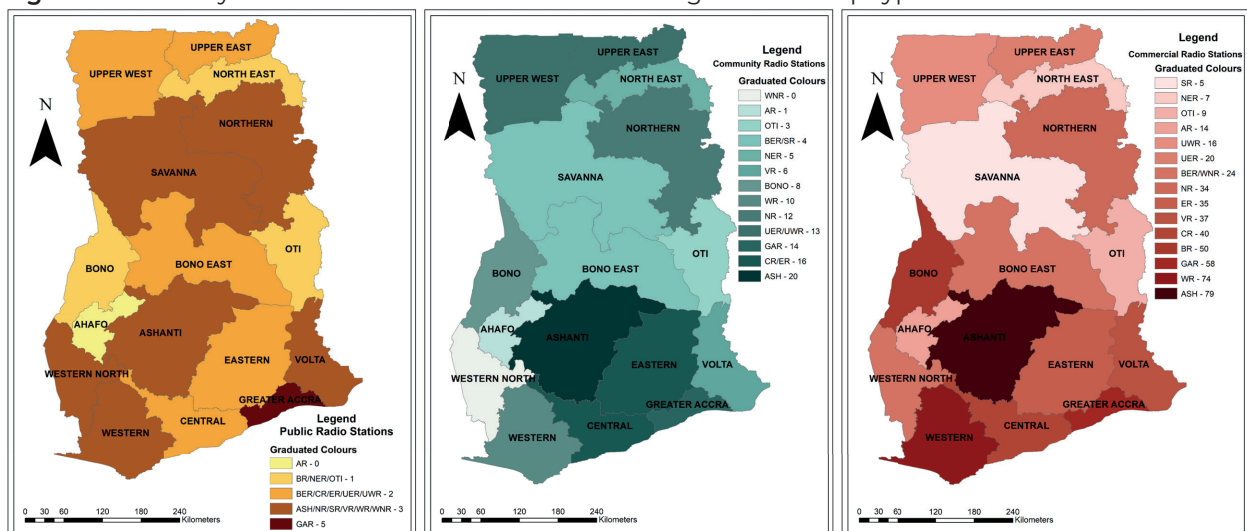 UPPER EAST
UPPER WEST
NORTH EAST
N
NORTHERN
SAVANNA
OTI
BONO
BONO EAST
AHAFO
ASHANTI
EASTERN
VOLTA
WESTERN NORTH
GREATER ACCRA
CENTRAL
WESTERN
Legend
Public Radio Stations
Graduated Colours
AR - 0
BR/NER/OTI - 1
BER/CR/ER/UER/UWR - 2
ASH/NR/SR/VR/WR/WNR - 3
GAR - 5
0 30 60 120 180 240
Kilometers
Legend
Community Radio Stations
Graduated Colours
WNR - 0
AR - 1
OTI - 3
BER/SR - 4
NER - 5
VR - 6
BONO - 8
WR - 10
NR - 12
UER/UWR - 13
GAR - 14
CR/ER - 16
ASH - 20
UPPER EAST
UPPER WEST
NORTH EAST
N
NORTHERN
SAVANNA
OTI
BONO
BONO EAST
AHAFO
ASHANTI
EASTERN
VOLTA
WESTERN NORTH
GREATER ACCRA
CENTRAL
WESTERN
0 30 60 120 180 240
Kilometers
Legend
Commercial Radio Stations
Graduated Colours
SR - 5
NER - 7
OTI - 9
AR - 14
UWR - 16
UER - 20
BER/WNR - 24
NR - 34
ER - 35
VR - 37
CR - 40
BR - 50
GAR - 58
WR - 74
ASH - 79
UPPER EAST
UPPER WEST
NORTH EAST
N
NORTHERN
SAVANNA
OTI
BONO
BONO EAST
AHAFO
ASHANTI
EASTERN
VOLTA
WESTERN NORTH
GREATER ACCRA
CENTRAL
WESTERN
0 30 60 120 180 240
Kilometers